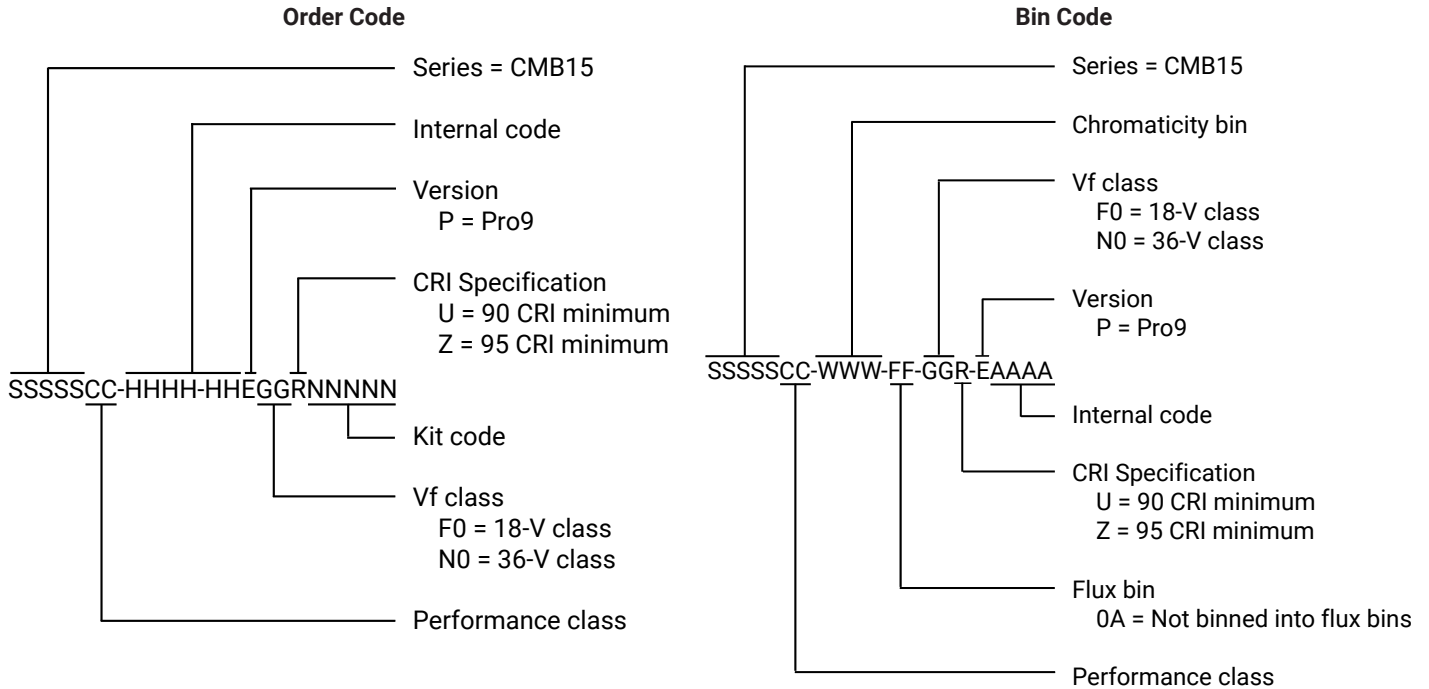 Order Code
Series = CMB15
Internal code
Version
P = Pro9
CRI Specification
U = 90 CRI minimum
Z = 95 CRI minimum
SSSSSCC-HHHH-HHEGGRNNNNN
Kit code
Vf class
F0 = 18-V class
N0 = 36-V class
Performance class
Bin Code
Series = CMB15
Chromaticity bin
Vf class
F0 = 18-V class
N0 = 36-V class
Version
P = Pro9
SSSSSCC-WWW-FF-GGR-EAAAA
Internal code
CRI Specification
U = 90 CRI minimum
Z = 95 CRI minimum
Flux bin
0A = Not binned into flux bins
Performance class